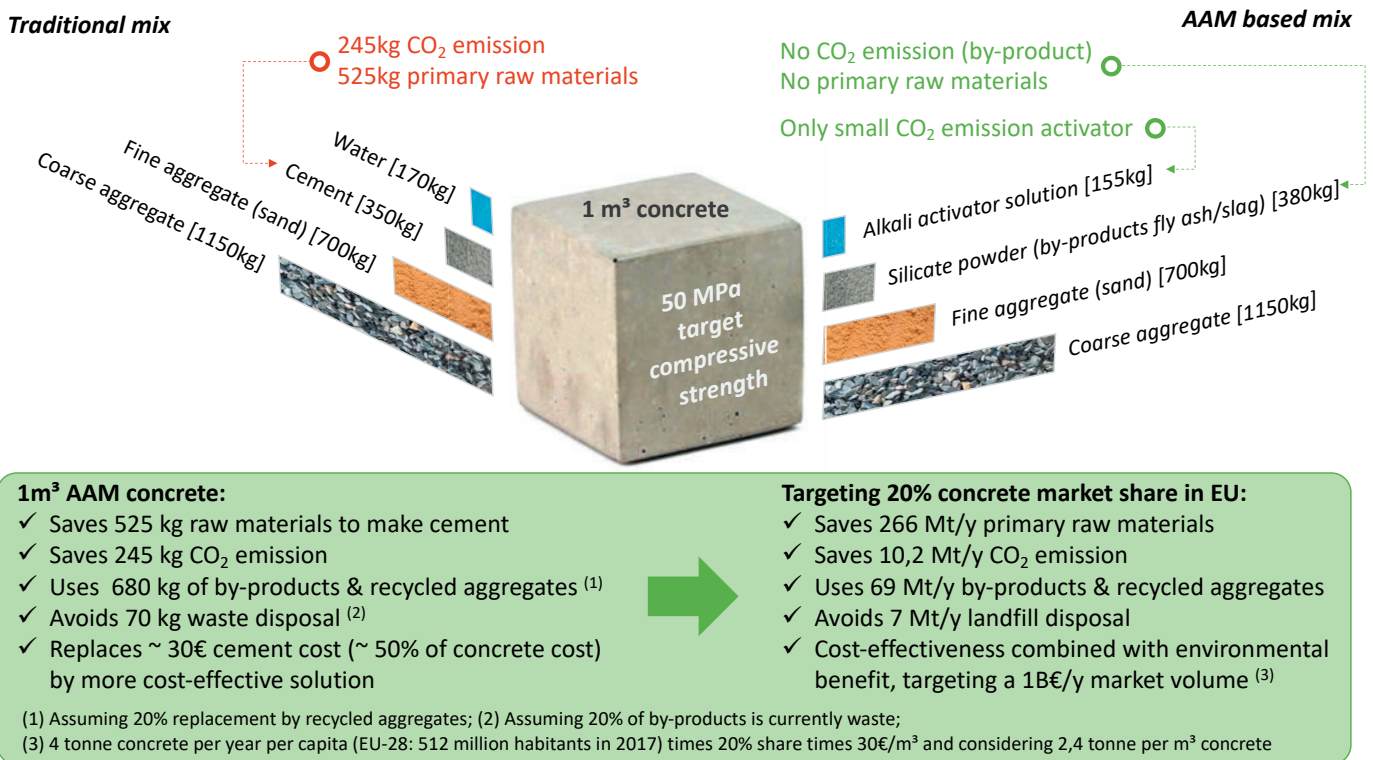 Traditional mix
AAM based mix
245kg CO₂ emission
525kg primary raw materials
No CO₂ emission (by-product)
No primary raw materials
Only small CO₂ emission activator
Water [170kg]
Cement [350kg]
Fine aggregate (sand) [700kg]
Coarse aggregate [1150kg]
1 m³ concrete
50 MPa
target
compressive
strength
Alkali activator solution [155kg]
Silicate powder (by-products fly ash/slag) [380kg]
Fine aggregate (sand) [700kg]
Coarse aggregate [1150kg]
1m³ AAM concrete:
✓ Saves 525 kg raw materials to make cement
✓ Saves 245 kg CO₂ emission
✓ Uses 680 kg of by-products & recycled aggregates (1)
✓ Avoids 70 kg waste disposal (2)
✓ Replaces ~ 30€ cement cost (~ 50% of concrete cost)
by more cost-effective solution
Targeting 20% concrete market share in EU:
✓ Saves 266 Mt/y primary raw materials
✓ Saves 10,2 Mt/y CO₂ emission
✓ Uses 69 Mt/y by-products & recycled aggregates
✓ Avoids 7 Mt/y landfill disposal
✓ Cost-effectiveness combined with environmental
benefit, targeting a 1B€/y market volume (3)
(1) Assuming 20% replacement by recycled aggregates; (2) Assuming 20% of by-products is currently waste;
(3) 4 tonne concrete per year per capita (EU-28: 512 million habitants in 2017) times 20% share times 30€/m³ and considering 2,4 tonne per m³ concrete